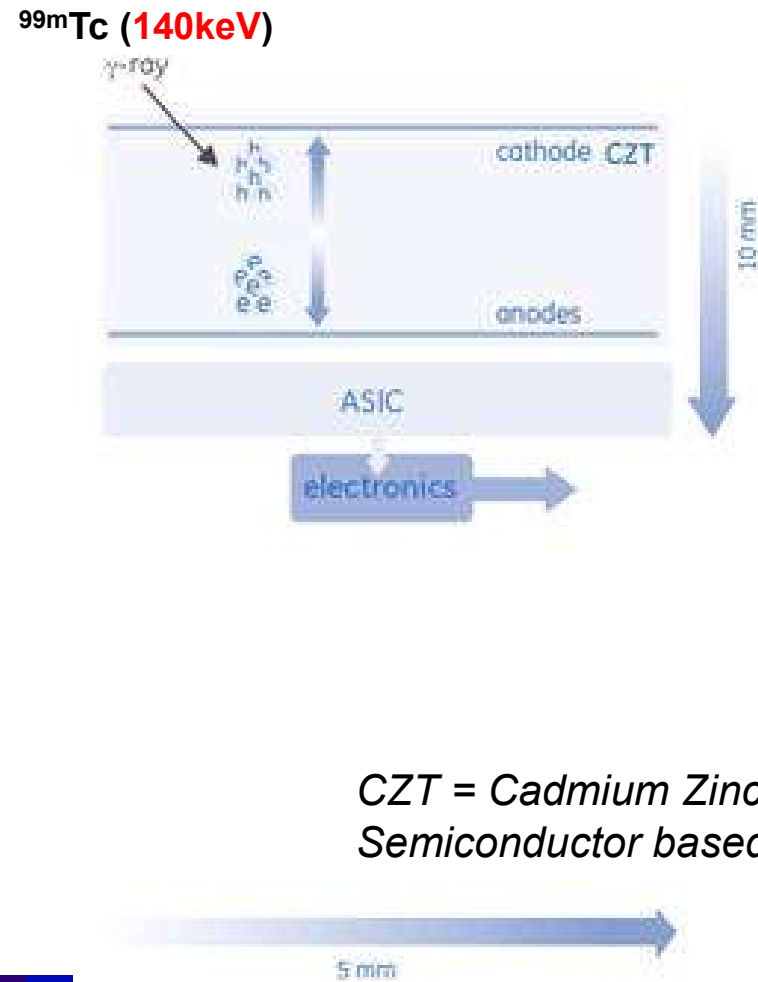 99mTc (140keV)
γ-ray
h
h h
h
h n
cathode CZT
10 mm
e
e e
e
e e
anodes
ASIC
electronics
CZT = Cadmium Zinc
Semiconductor based
5 mm